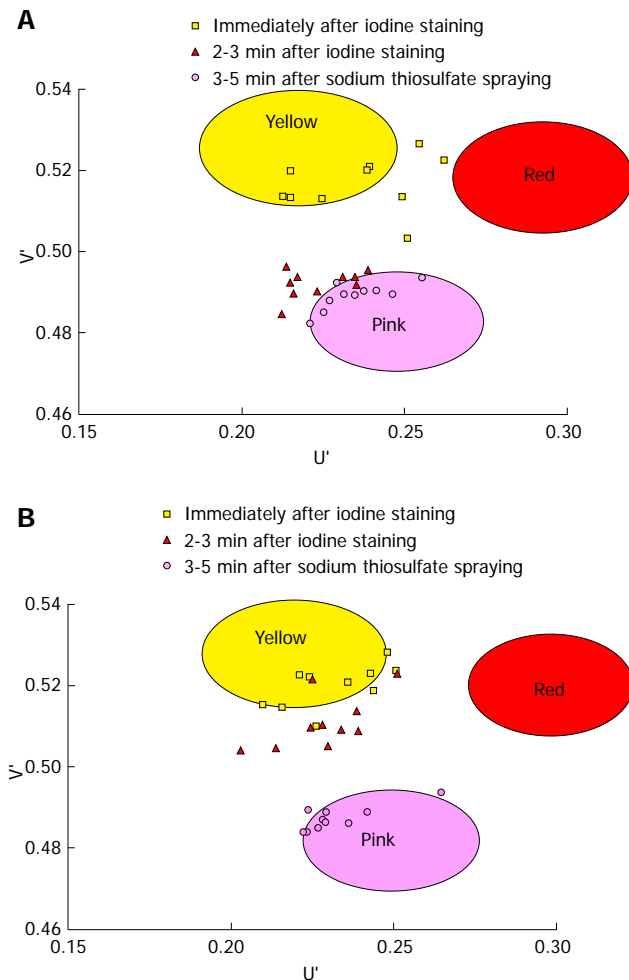 A
Immediately after iodine staining
2-3 min after iodine staining
3-5 min after sodium thiosulfate spraying
0.54
Yellow
0.52
Red
0.50
V'
0.48
Pink
0.46
0.15
0.20
0.25
0.30
U'
B
Immediately after iodine staining
2-3 min after iodine staining
3-5 min after sodium thiosulfate spraying
0.54
Yellow
0.52
Red
0.50
V'
0.48
Pink
0.46
0.15
0.20
0.25
0.30
U'